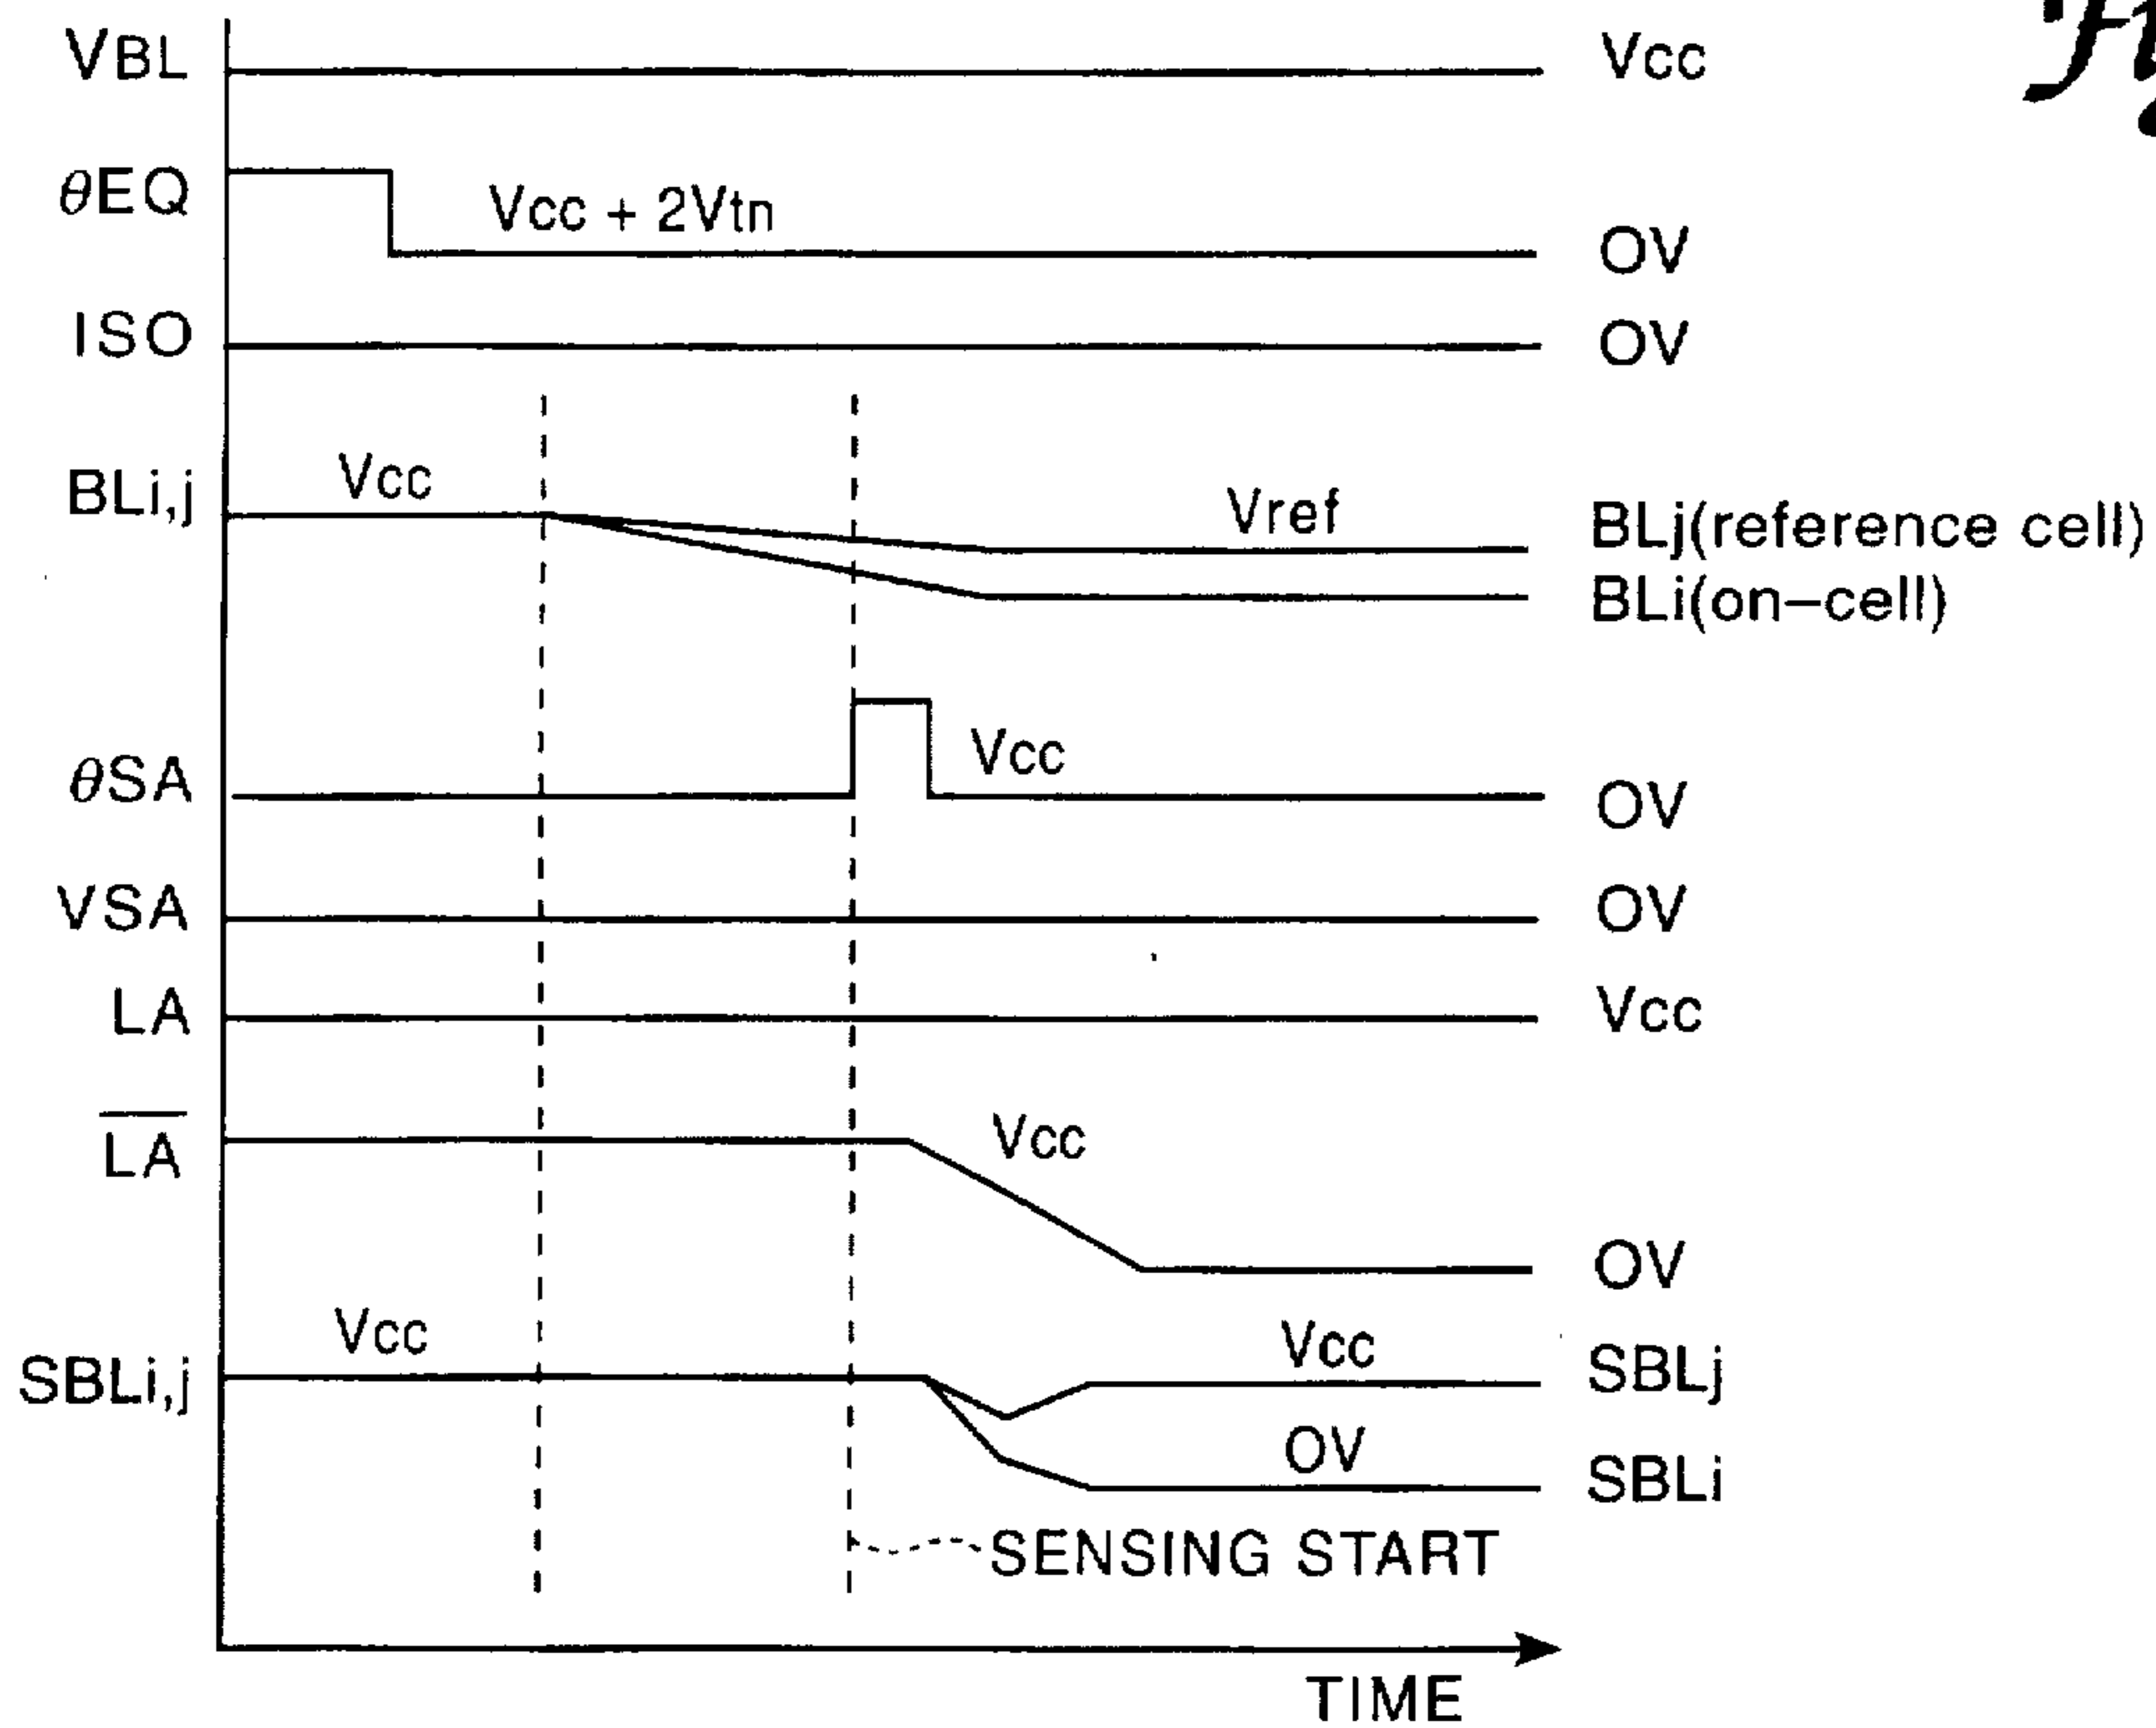 VBL Vcc
θEQ Vcc + 2Vtn OV
ISO OV
BLi,j Vcc Vref BLj(reference cell)
BLi(on-cell)
θSA Vcc OV
VSA OV
LA Vcc
L̅A̅ Vcc
OV
SBLi,j Vcc Vcc SBLj
OV SBLi
SENSING START
TIME